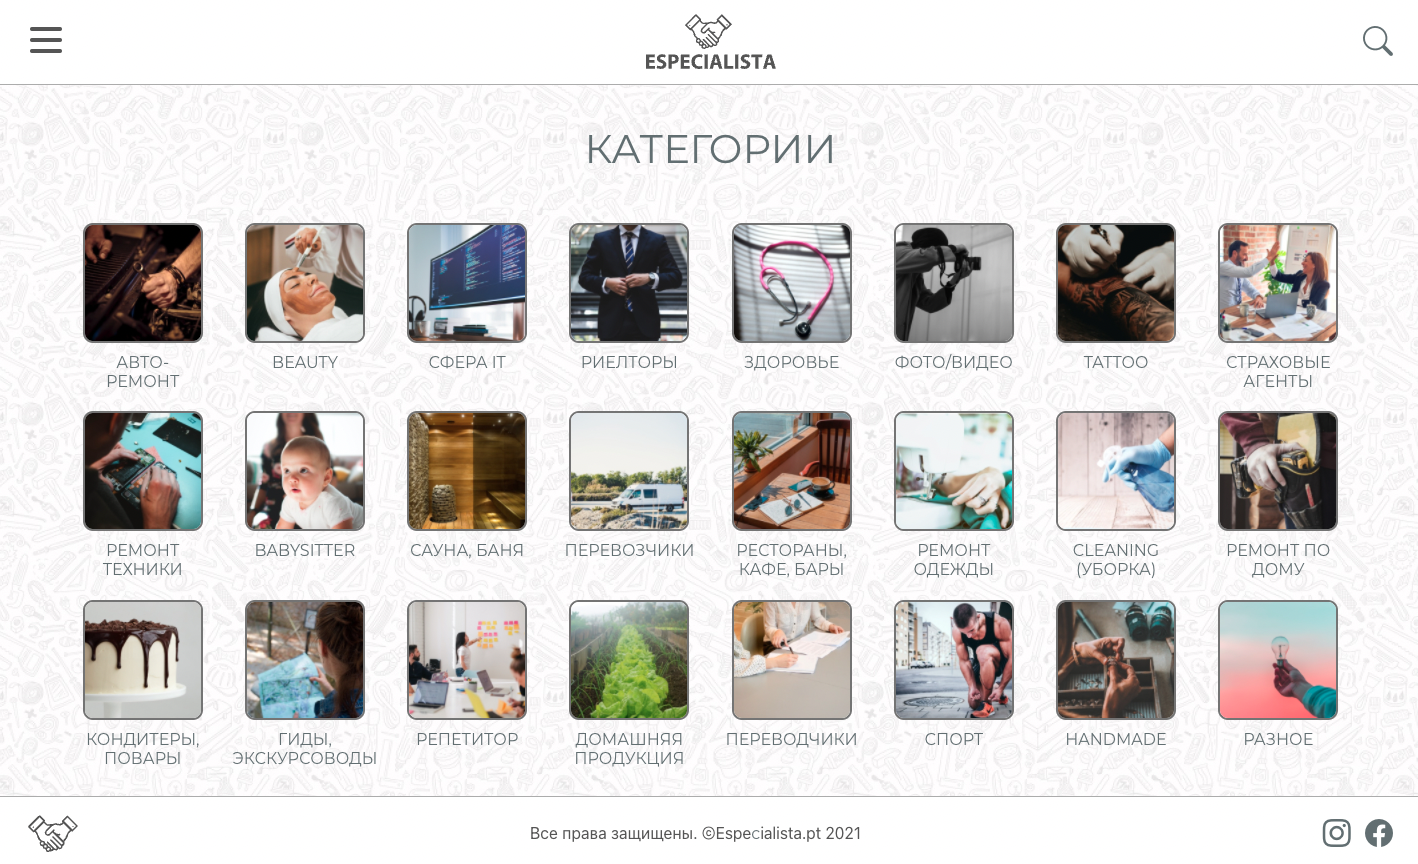 ESPECIALISTA
КАТЕГОРИИ
АВТО-
РЕМОНТ
BEAUTY
СФЕРА IT
РИЕЛТОРЫ
ЗДОРОВЬЕ
ФОТО/ВИДЕО
TATTOO
СТРАХОВЫЕ
АГЕНТЫ
РЕМОНТ
ТЕХНИКИ
BABYSITTER
САУНА, БАНЯ
ПЕРЕВОЗЧИКИ
РЕСТОРАНЫ,
КАФЕ, БАРЫ
РЕМОНТ
ОДЕЖДЫ
CLEANING
(УБОРКА)
РЕМОНТ ПО
ДОМУ
КОНДИТЕРЫ,
ПОВАРЫ
ГИДЫ,
ЭКСКУРСОВОДЫ
РЕПЕТИТОР
ДОМАШНЯЯ
ПРОДУКЦИЯ
ПЕРЕВОДЧИКИ
СПОРТ
HANDMADE
РАЗНОЕ
Все права защищены. ©Especialista.pt 2021